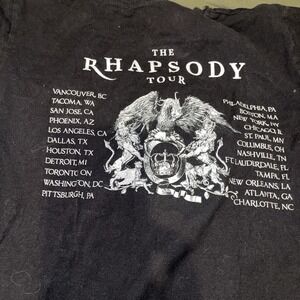 THE
RHAPSODY
TOUR
VANCOUVER, BC
TACOMA, WA
SAN JOSE, CA
PHOENIX, AZ
LOS ANGELES, CA
DALLAS, TX
HOUSTON, TX
DETROIT, MI
TORONTO ON
WASHINGTON, DC
PITTSBURGH, PA
PHILADELPHIA, PA
BOSTON, MA
NEW YORK, NY
CHICAGO, IL
ST. PAUL, MN
COLUMBUS, OH
NASHVILLE, TN
FT LAUDERDALE, FL
TAMPA, FL
NEW ORLEANS, LA
ATLANTA, GA
CHARLOTTE, NC